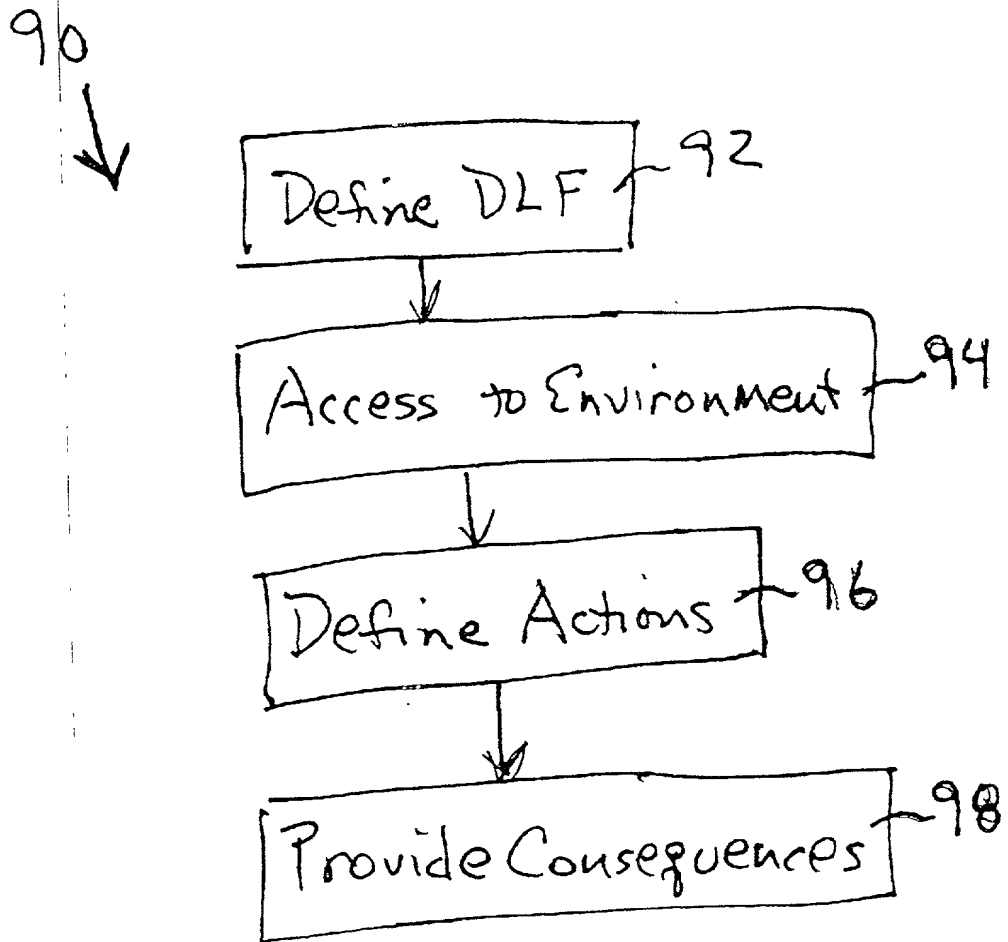 90
Define DLF
92
Access to Environment
94
Define Actions
96
Provide Consequences
98